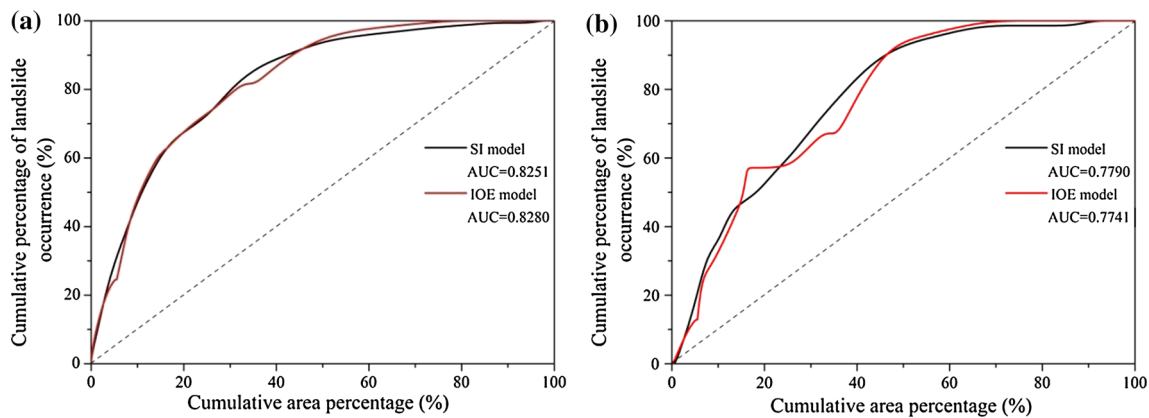 (a)
Cumulative percentage of landslide
occurrence (%)
100
80
60
40
20
0
SI model
AUC=0.8251
IOE model
AUC=0.8280
0 20 40 60 80 100
Cumulative area percentage (%)
(b)
Cumulative percentage of landslide
occurrence (%)
100
80
60
40
20
0
SI model
AUC=0.7790
IOE model
AUC=0.7741
0 20 40 60 80 100
Cumulative area percentage (%)